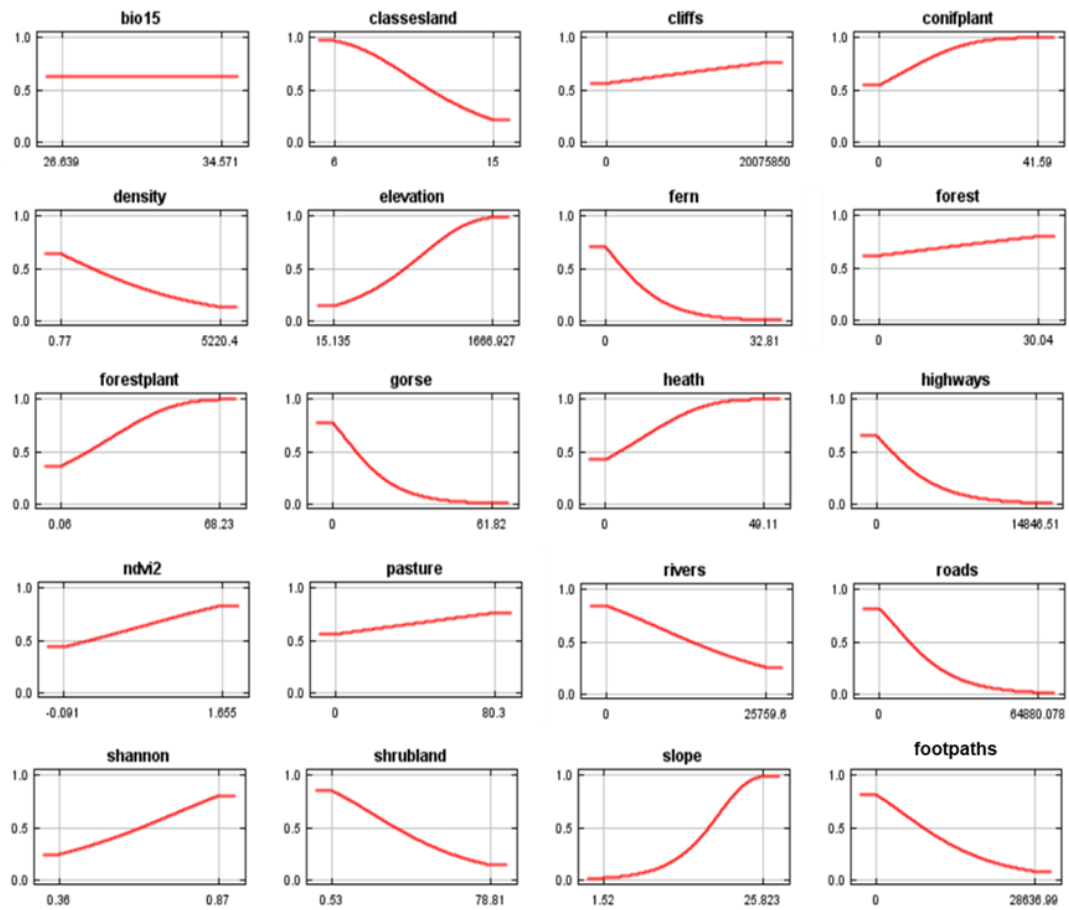 bio15 classesland cliffs conifplant
1.0 1.0 1.0 1.0
0.5 0.5 0.5 0.5
0.0 0.0 0.0 0.0
26.639 34.571 6 15 0 20075850 0 41.59
density elevation fern forest
1.0 1.0 1.0 1.0
0.5 0.5 0.5 0.5
0.0 0.0 0.0 0.0
0.77 5220.4 15.135 1666.927 0 32.81 0 30.04
forestplant gorse heath highways
1.0 1.0 1.0 1.0
0.5 0.5 0.5 0.5
0.0 0.0 0.0 0.0
0.06 68.23 0 61.82 0 49.11 0 14846.51
ndvi2 pasture rivers roads
1.0 1.0 1.0 1.0
0.5 0.5 0.5 0.5
0.0 0.0 0.0 0.0
-0.091 1.655 0 80.3 0 25759.6 0 64880.078
shannon shrubland slope footpaths
1.0 1.0 1.0 1.0
0.5 0.5 0.5 0.5
0.0 0.0 0.0 0.0
0.36 0.87 0.53 78.81 1.52 25.823 0 28636.99